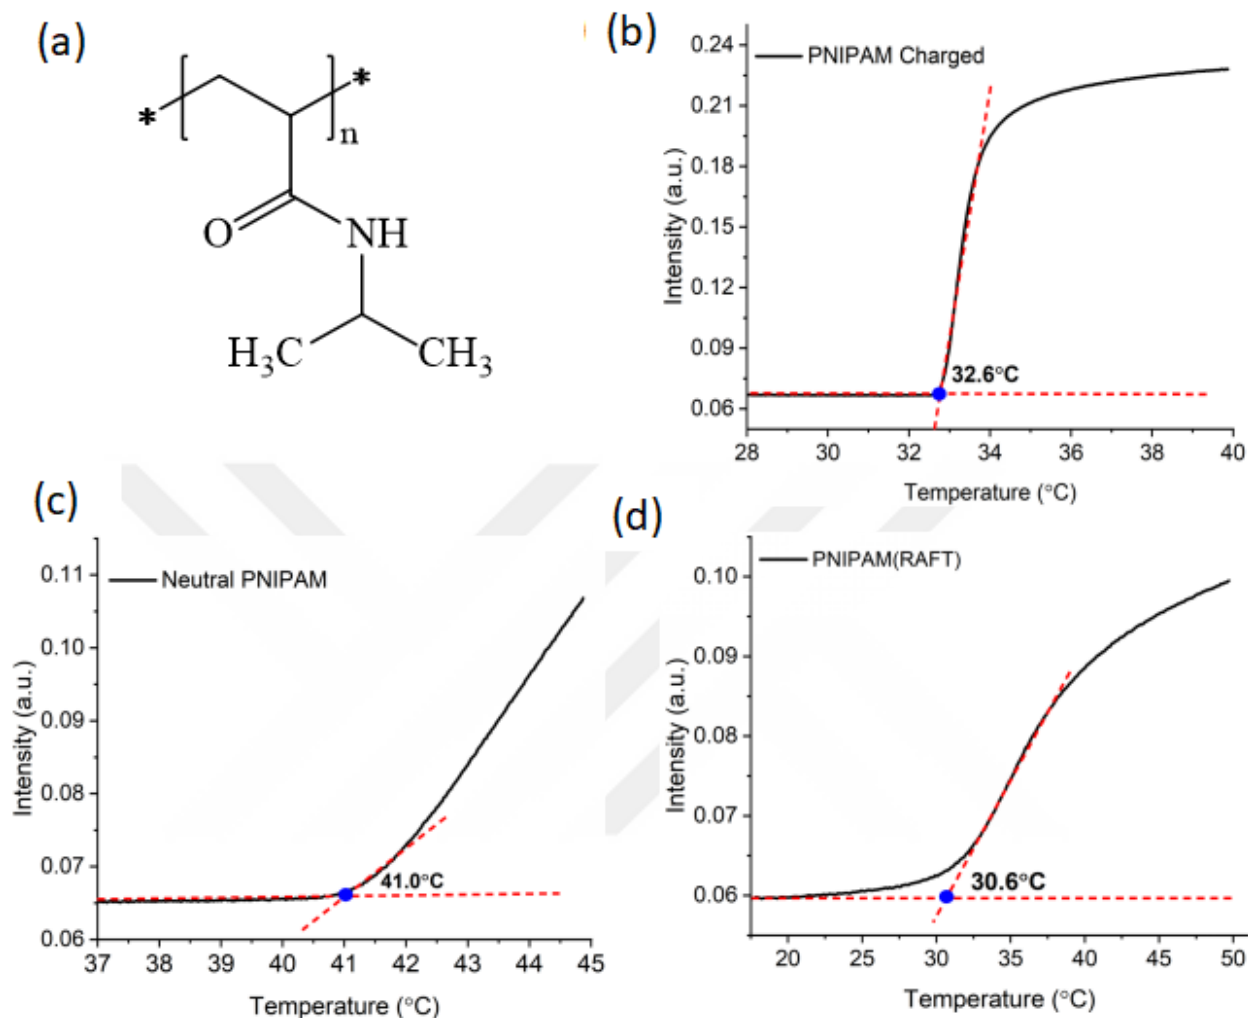 (a)
*
*
n
O
NH
H₃C
CH₃
(b)
PNIPAM Charged
Intensity (a.u.)
0.24
0.21
0.18
0.15
0.12
0.09
0.06
32.6°C
28 30 32 34 36 38 40
Temperature (°C)
(c)
Neutral PNIPAM
Intensity (a.u.)
0.11
0.10
0.09
0.08
0.07
0.06
41.0°C
37 38 39 40 41 42 43 44 45
Temperature (°C)
(d)
PNIPAM(RAFT)
Intensity (a.u.)
0.10
0.09
0.08
0.07
0.06
30.6°C
20 25 30 35 40 45 50
Temperature (°C)